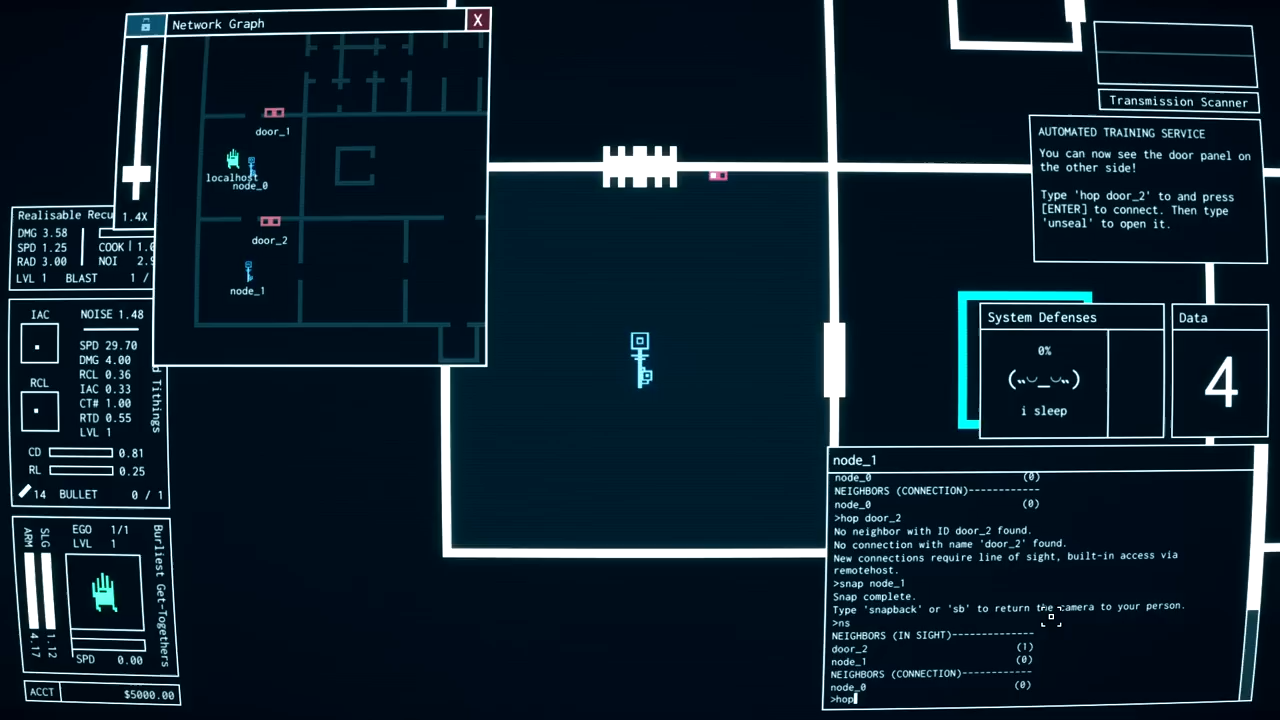 Network Graph
X
door_1
localhost
node_0
door_2
node_1
1.4X
Realisable Recu
DMG 3.58
SPD 1.25
RAD 3.00
COOK 1.0
NOI 2.9
LVL 1 BLAST 1 /
IAC
NOISE 1.48
SPD 29.70
DMG 4.00
RCL 0.36
IAC 0.33
CT# 1.00
RTD 0.55
LVL 1
RCL
CD 0.81
RL 0.25
14 BULLET 0 / 1
d Tithings
EGO 1/1
LVL 1
ARM
SLG
4.17
1.12
SPD 0.00
Burliest Get-Togethers
ACCT $5000.00
Transmission Scanner
AUTOMATED TRAINING SERVICE
You can now see the door panel on
the other side!
Type 'hop door_2' to and press
[ENTER] to connect. Then type
'unseal' to open it.
System Defenses
0%
i sleep
Data
4
node_1
node_0 (0)
NEIGHBORS (CONNECTION)------------
node_0 (0)
>hop door_2
No neighbor with ID door_2 found.
No connection with name 'door_2' found.
New connections require line of sight, built-in access via
remotehost.
>snap node_1
Snap complete.
Type 'snapback' or 'sb' to return the camera to your person.
>ns
NEIGHBORS (IN SIGHT)--------------
door_2 (1)
node_1 (0)
NEIGHBORS (CONNECTION)------------
node_0 (0)
>hop